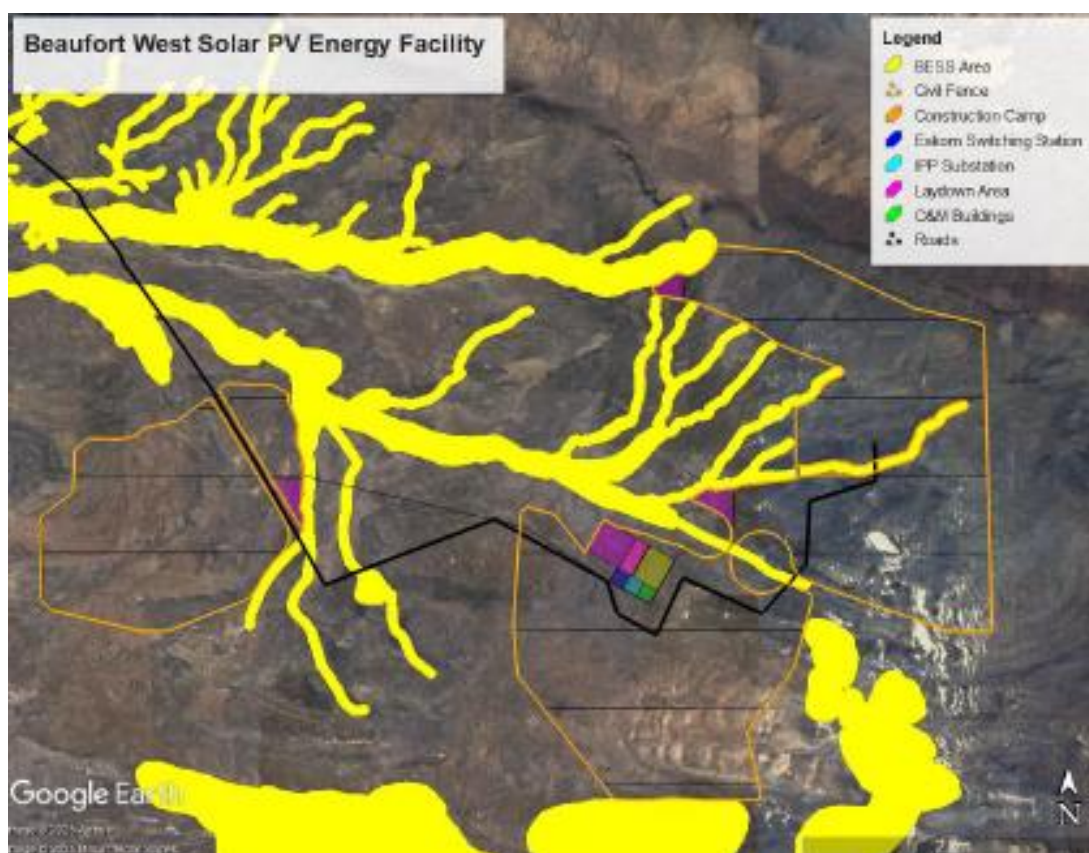 Beaufort West Solar PV Energy Facility
Legend
BESS Area
Civil Fence
Construction Camp
Eskom Switching Station
IPP Substation
Laydown Area
O&M Buildings
Roads
Google Earth
N